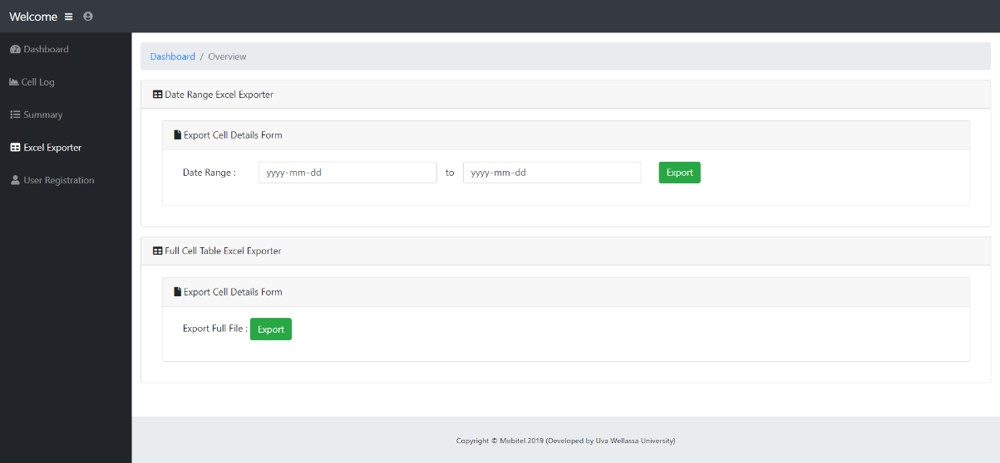 Welcome
Dashboard
Cell Log
Summary
Excel Exporter
User Registration
Dashboard / Overview
Date Range Excel Exporter
Export Cell Details Form
Date Range : yyyy-mm-dd to yyyy-mm-dd Export
Full Cell Table Excel Exporter
Export Cell Details Form
Export Full File : Export
Copyright © Mobitel 2019 (Developed by Uva Wellassa University)